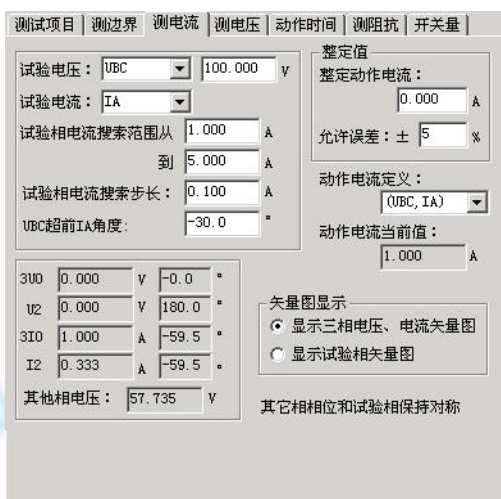 测试项目 测边界 测电流 测电压 动作时间 测阻抗 开关量
试验电压： UBC 100.000 V
试验电流： IA
试验相电流搜索范围从 1.000 A
到 5.000 A
试验相电流搜索步长： 0.100 A
UBC超前IA角度: -30.0 °
整定值
整定动作电流：
0.000 A
允许误差：± 5 %
动作电流定义：
(UBC, IA)
动作电流当前值：
1.000 A
3U0 0.000 V -0.0 °
U2 0.000 V 180.0 °
3I0 1.000 A -59.5 °
I2 0.333 A -59.5 °
其他相电压： 57.735 V
矢量图显示
显示三相电压、电流矢量图
显示试验相矢量图
其它相相位和试验相保持对称